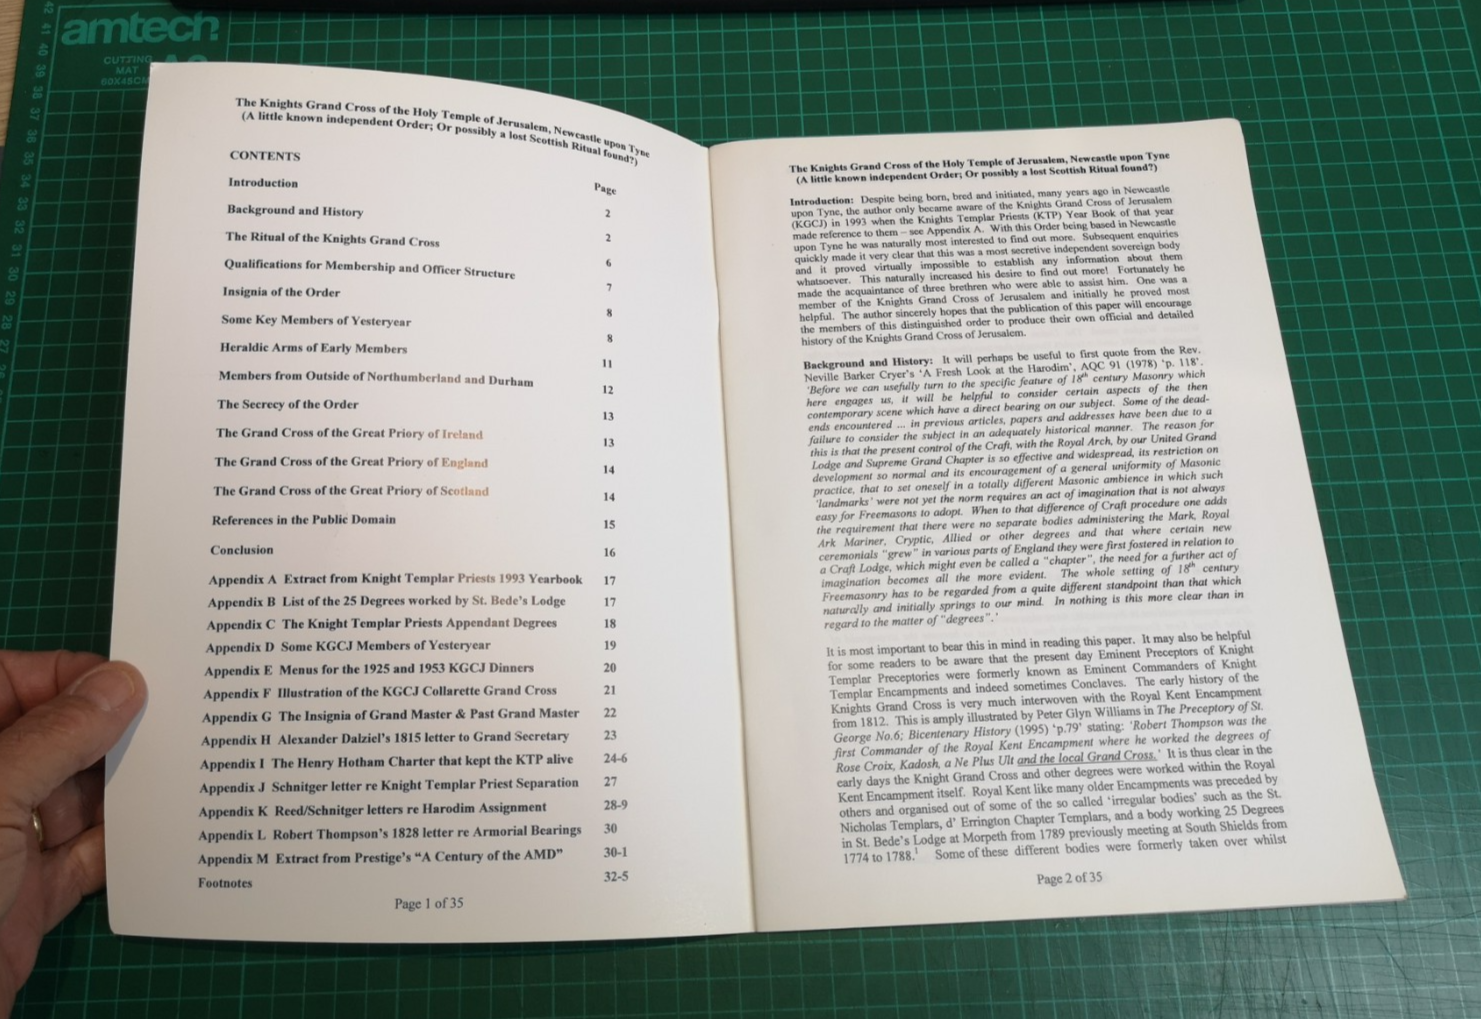 amtech
CUTTING
MAT
60X45CM
42 41 40 39 38 37 36 35 34 33 32 31 30 29 28 27
The Knights Grand Cross of the Holy Temple of Jerusalem, Newcastle upon Tyne
(A little known independent Order; Or possibly a lost Scottish Ritual found?)
CONTENTS
Page
Introduction 2
Background and History 2
The Ritual of the Knights Grand Cross 6
Qualifications for Membership and Officer Structure 7
Insignia of the Order 8
Some Key Members of Yesteryear 8
Heraldic Arms of Early Members 11
Members from Outside of Northumberland and Durham 12
The Secrecy of the Order 13
The Grand Cross of the Great Priory of Ireland 13
The Grand Cross of the Great Priory of England 14
The Grand Cross of the Great Priory of Scotland 14
References in the Public Domain 15
Conclusion 16
Appendix A Extract from Knight Templar Priests 1993 Yearbook 17
Appendix B List of the 25 Degrees worked by St. Bede's Lodge 17
Appendix C The Knight Templar Priests Appendant Degrees 18
Appendix D Some KGCJ Members of Yesteryear 19
Appendix E Menus for the 1925 and 1953 KGCJ Dinners 20
Appendix F Illustration of the KGCJ Collarette Grand Cross 21
Appendix G The Insignia of Grand Master & Past Grand Master 22
Appendix H Alexander Dalziel's 1815 letter to Grand Secretary 23
Appendix I The Henry Hotham Charter that kept the KTP alive 24-6
Appendix J Schnitger letter re Knight Templar Priest Separation 27
Appendix K Reed/Schnitger letters re Harodim Assignment 28-9
Appendix L Robert Thompson's 1828 letter re Armorial Bearings 30
Appendix M Extract from Prestige's “A Century of the AMD” 30-1
Footnotes 32-5
Page 1 of 35
The Knights Grand Cross of the Holy Temple of Jerusalem, Newcastle upon Tyne
(A little known independent Order; Or possibly a lost Scottish Ritual found?)
Introduction: Despite being born, bred and initiated, many years ago in Newcastle
upon Tyne, the author only became aware of the Knights Grand Cross of Jerusalem
(KGCJ) in 1993 when the Knights Templar Priests (KTP) Year Book of that year
made reference to them – see Appendix A. With this Order being based in Newcastle
upon Tyne he was naturally most interested to find out more. Subsequent enquiries
quickly made it very clear that this was a most secretive independent sovereign body
and it proved virtually impossible to establish any information about them
whatsoever. This naturally increased his desire to find out more! Fortunately he
made the acquaintance of three brethren who were able to assist him. One was a
member of the Knights Grand Cross of Jerusalem and initially he proved most
helpful. The author sincerely hopes that the publication of this paper will encourage
the members of this distinguished order to produce their own official and detailed
history of the Knights Grand Cross of Jerusalem.
Background and History: It will perhaps be useful to first quote from the Rev.
Neville Barker Cryer's ‘A Fresh Look at the Harodim’, AQC 91 (1978) ‘p. 118’.
‘Before we can usefully turn to the specific feature of 18th century Masonry which
here engages us, it will be helpful to consider certain aspects of the then
contemporary scene which have a direct bearing on our subject. Some of the dead-
ends encountered ... in previous articles, papers and addresses have been due to a
failure to consider the subject in an adequately historical manner. The reason for
this is that the present control of the Craft, with the Royal Arch, by our United Grand
Lodge and Supreme Grand Chapter is so effective and widespread, its restriction on
development so normal and its encouragement of a general uniformity of Masonic
practice, that to set oneself in a totally different Masonic ambience in which such
‘landmarks’ were not yet the norm requires an act of imagination that is not always
easy for Freemasons to adopt. When to that difference of Craft procedure one adds
the requirement that there were no separate bodies administering the Mark, Royal
Ark Mariner, Cryptic, Allied or other degrees and that where certain new
ceremonials “grew” in various parts of England they were first fostered in relation to
a Craft Lodge, which might even be called a “chapter”, the need for a further act of
imagination becomes all the more evident. The whole setting of 18th century
Freemasonry has to be regarded from a quite different standpoint than that which
naturally and initially springs to our mind. In nothing is this more clear than in
regard to the matter of “degrees”.’
It is most important to bear this in mind in reading this paper. It may also be helpful
for some readers to be aware that the present day Eminent Preceptors of Knight
Templar Preceptories were formerly known as Eminent Commanders of Knight
Templar Encampments and indeed sometimes Conclaves. The early history of the
Knights Grand Cross is very much interwoven with the Royal Kent Encampment
from 1812. This is amply illustrated by Peter Glyn Williams in The Preceptory of St.
George No.6; Bicentenary History (1995) ‘p.79’ stating: ‘Robert Thompson was the
first Commander of the Royal Kent Encampment where he worked the degrees of
Rose Croix, Kadosh, a Ne Plus Ult and the local Grand Cross.’ It is thus clear in the
early days the Knight Grand Cross and other degrees were worked within the Royal
Kent Encampment itself. Royal Kent like many older Encampments was preceded by
others and organised out of some of the so called ‘irregular bodies’ such as the St.
Nicholas Templars, d’ Errington Chapter Templars, and a body working 25 Degrees
in St. Bede's Lodge at Morpeth from 1789 previously meeting at South Shields from
1774 to 1788.1 Some of these different bodies were formerly taken over whilst
Page 2 of 35